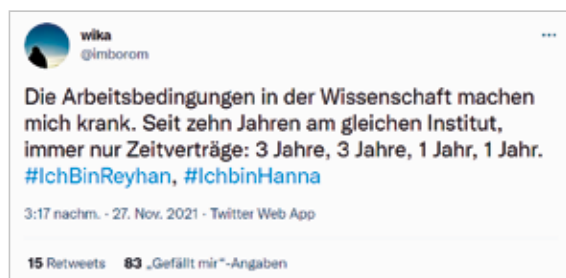 wika
@imborom
Die Arbeitsbedingungen in der Wissenschaft machen
mich krank. Seit zehn Jahren am gleichen Institut,
immer nur Zeitverträge: 3 Jahre, 3 Jahre, 1 Jahr, 1 Jahr.
#IchBinReyhan, #IchbinHanna
3:17 nachm. · 27. Nov. 2021 · Twitter Web App
15 Retweets 83 „Gefällt mir“-Angaben